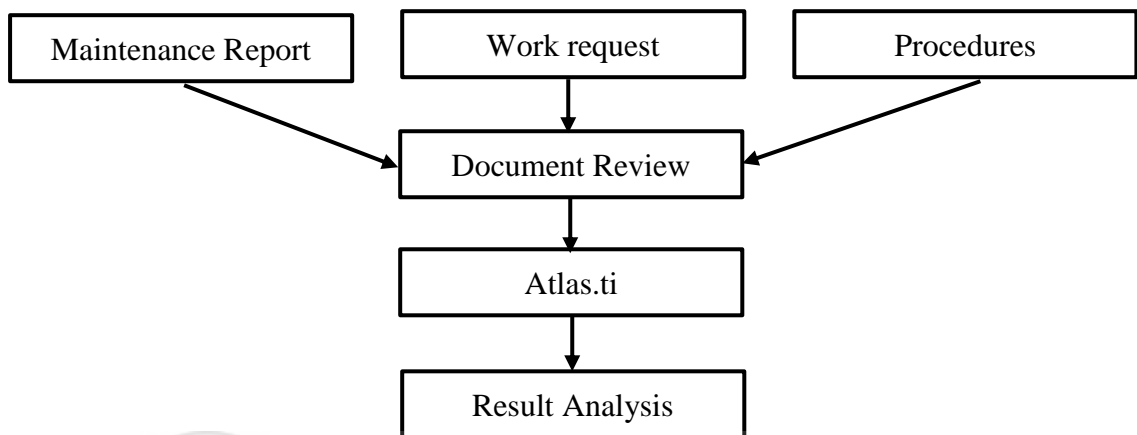 Maintenance Report
Work request
Procedures
Document Review
Atlas.ti
Result Analysis